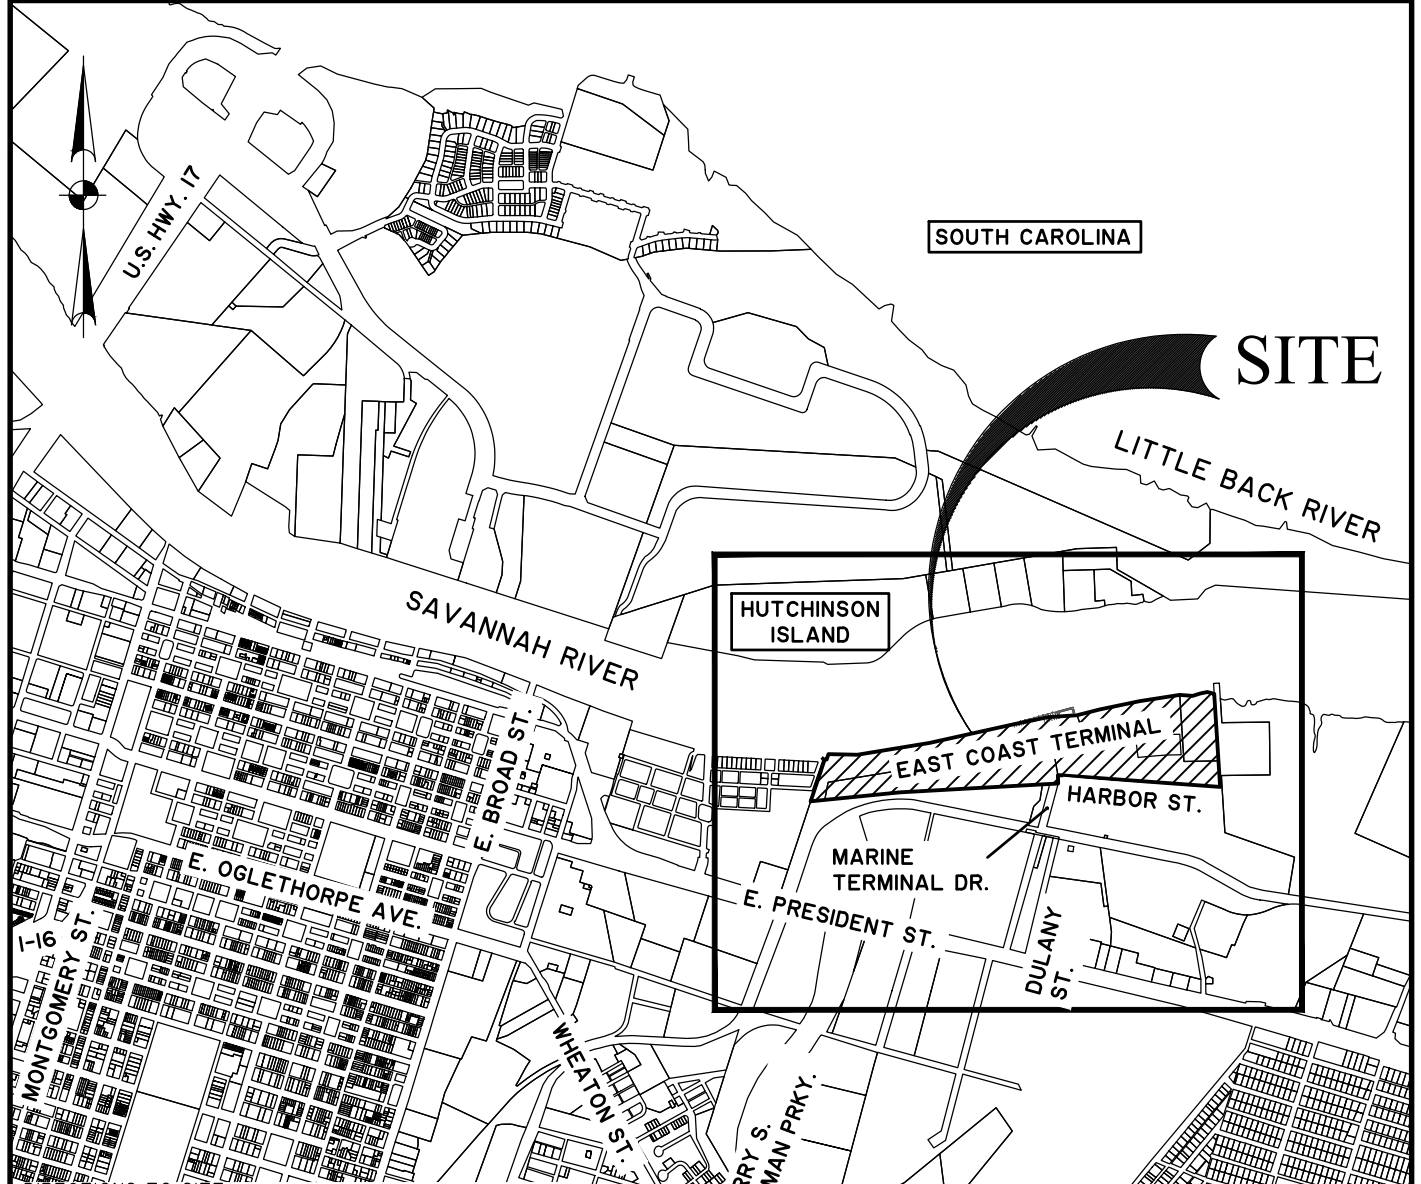 U.S. HWY. 17
SOUTH CAROLINA
SITE
LITTLE BACK RIVER
HUTCHINSON
ISLAND
SAVANNAH RIVER
EAST COAST TERMINAL
HARBOR ST.
E. BROAD ST.
MARINE
TERMINAL DR.
E. OGLETHORPE AVE.
E. PRESIDENT ST.
DULANY
ST.
I-16
MONTGOMERY ST.
WHEATON ST.
RRY S.
MAN PRKY.